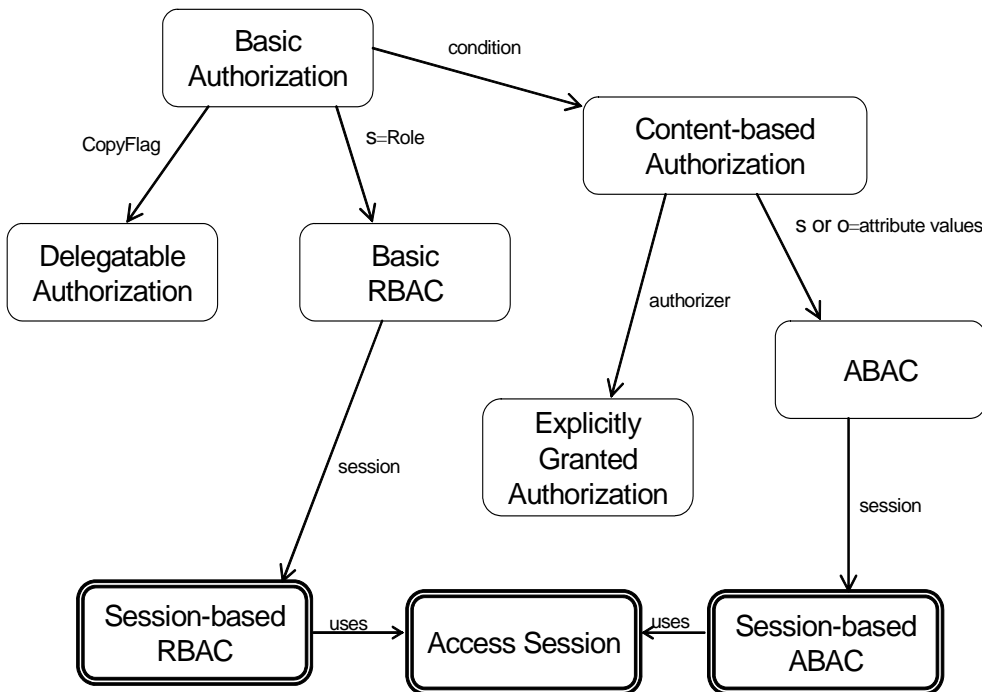 Basic
Authorization
condition
Content-based
Authorization
CopyFlag
s=Role
s or o=attribute values
Delegatable
Authorization
Basic
RBAC
authorizer
ABAC
Explicitly
Granted
Authorization
session
session
Session-based
RBAC
uses
Access Session
uses
Session-based
ABAC